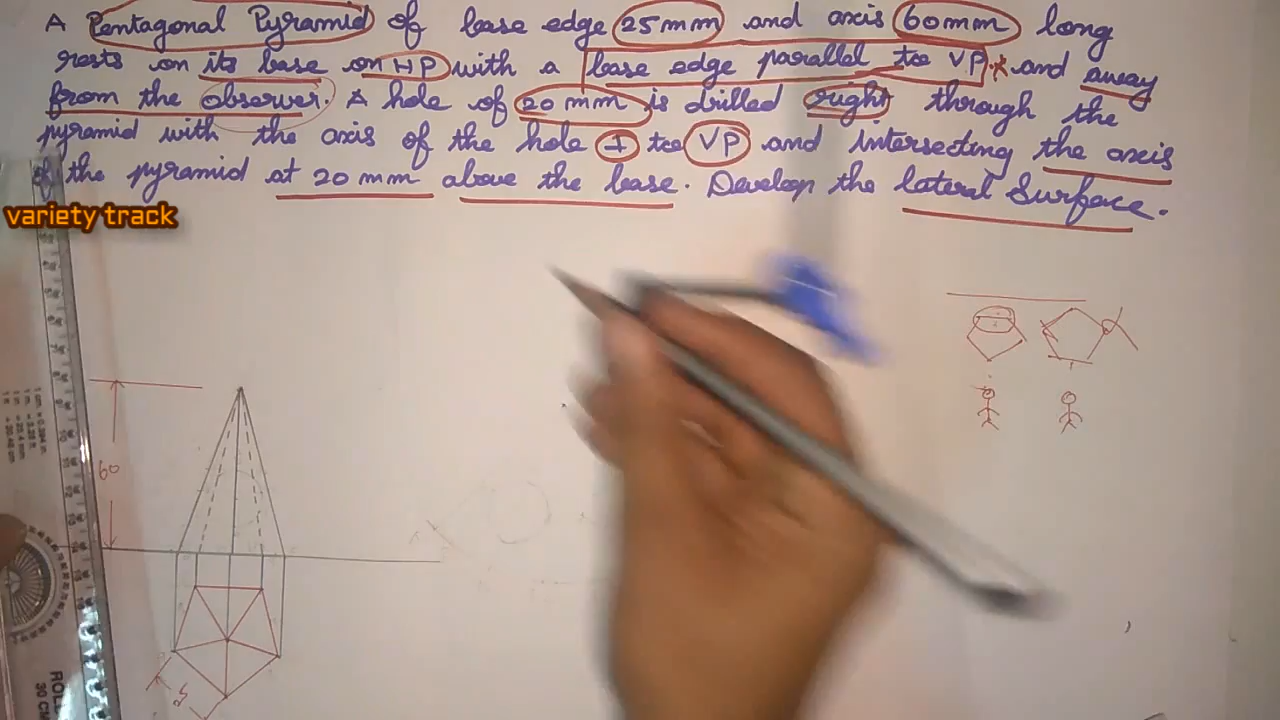 A Pentagonal Pyramid of base edge 25mm and axis 60mm long
rests on its base on HP with a base edge parallel to VP and away
from the observer. A hole of 20mm is drilled right through the
pyramid with the axis of the hole ⊥ to VP and intersecting the axis
of the pyramid at 20 mm above the base. Develop the lateral Surface.
variety track
60